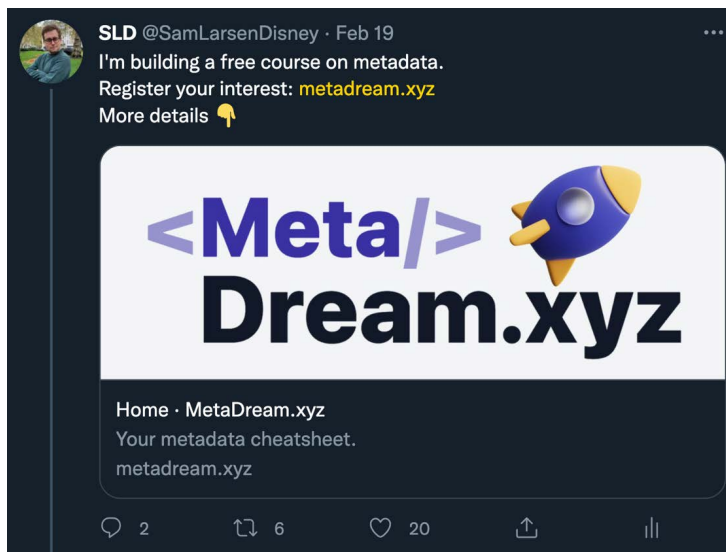 SLD @SamLarsenDisney · Feb 19
I'm building a free course on metadata.
Register your interest: metadream.xyz
More details 👇
<Meta/>
Dream.xyz
Home · MetaDream.xyz
Your metadata cheatsheet.
metadream.xyz
2 6 20